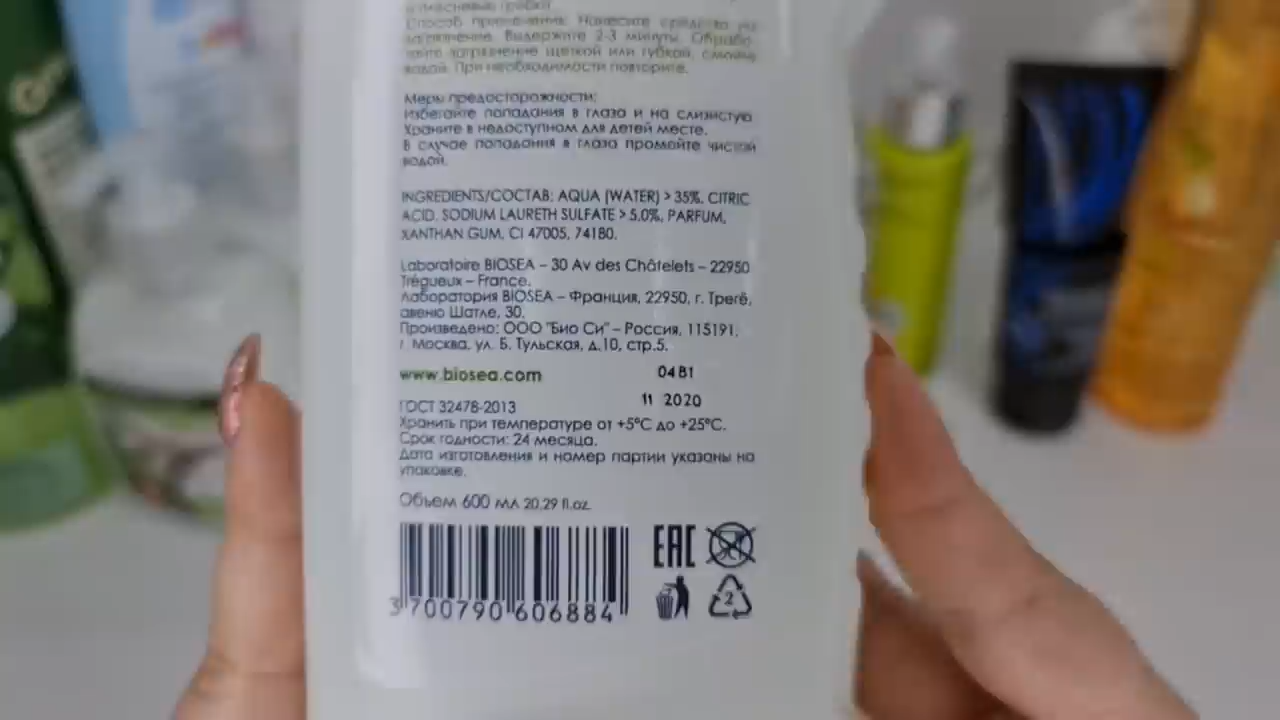 и плесневые грибки.
Способ применения: Нанесите средство на
загрязнение. Выдержите 2-3 минуты. Обрабо-
тайте загрязнение щеткой или губкой, смойте
водой. При необходимости повторите.
Меры предосторожности:
Избегайте попадания в глаза и на слизистую
Храните в недоступном для детей месте.
В случае попадания в глаза промойте чистой
водой.
INGREDIENTS/СОСТАВ: AQUA (WATER) > 35%, CITRIC
ACID, SODIUM LAURETH SULFATE > 5.0%, PARFUM,
XANTHAN GUM, CI 47005, 74180.
Laboratoire BIOSEA – 30 Av des Châtelets – 22950
Trégueux – France.
Лаборатория BIOSEA – Франция, 22950, г. Трегё,
авеню Шатле, 30.
Произведено: ООО "Био Си" – Россия, 115191,
г. Москва, ул. Б. Тульская, д.10, стр.5.
www.biosea.com
04B1
11 2020
ГОСТ 32478-2013
Хранить при температуре от +5°C до +25°C.
Срок годности: 24 месяца.
Дата изготовления и номер партии указаны на
упаковке.
Объем 600 мл 20.29 fl.oz.
EAC
3 700790 606884
2